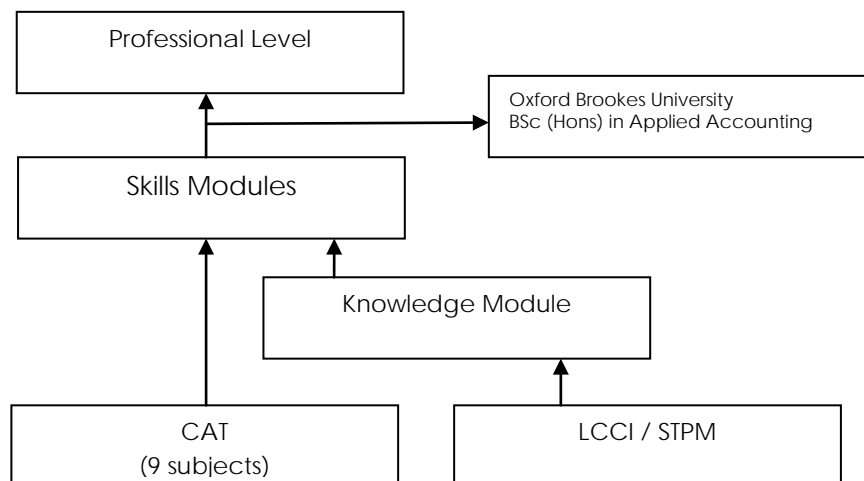 Professional Level
Oxford Brookes University
BSc (Hons) in Applied Accounting
Skills Modules
Knowledge Module
CAT
(9 subjects)
LCCI / STPM